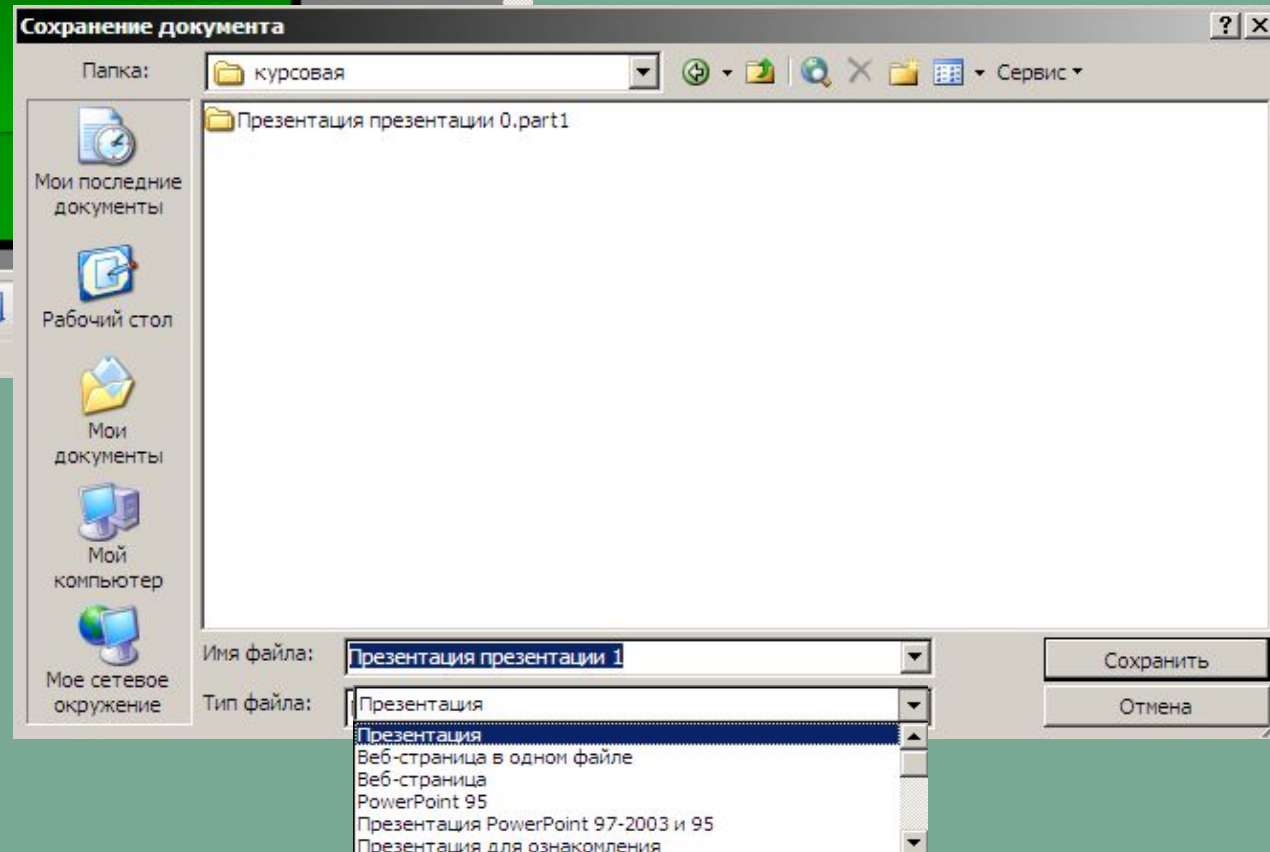 Сохранение документа
Папка:
курсовая
Сервис
Презентация презентации 0.part1
Мои последние
документы
Рабочий стол
Мои
документы
Мой
компьютер
Мое сетевое
окружение
Имя файла:
Презентация презентации 1
Сохранить
Тип файла:
Презентация
Отмена
Презентация
Веб-страница в одном файле
Веб-страница
PowerPoint 95
Презентация PowerPoint 97-2003 и 95
Презентация для ознакомления